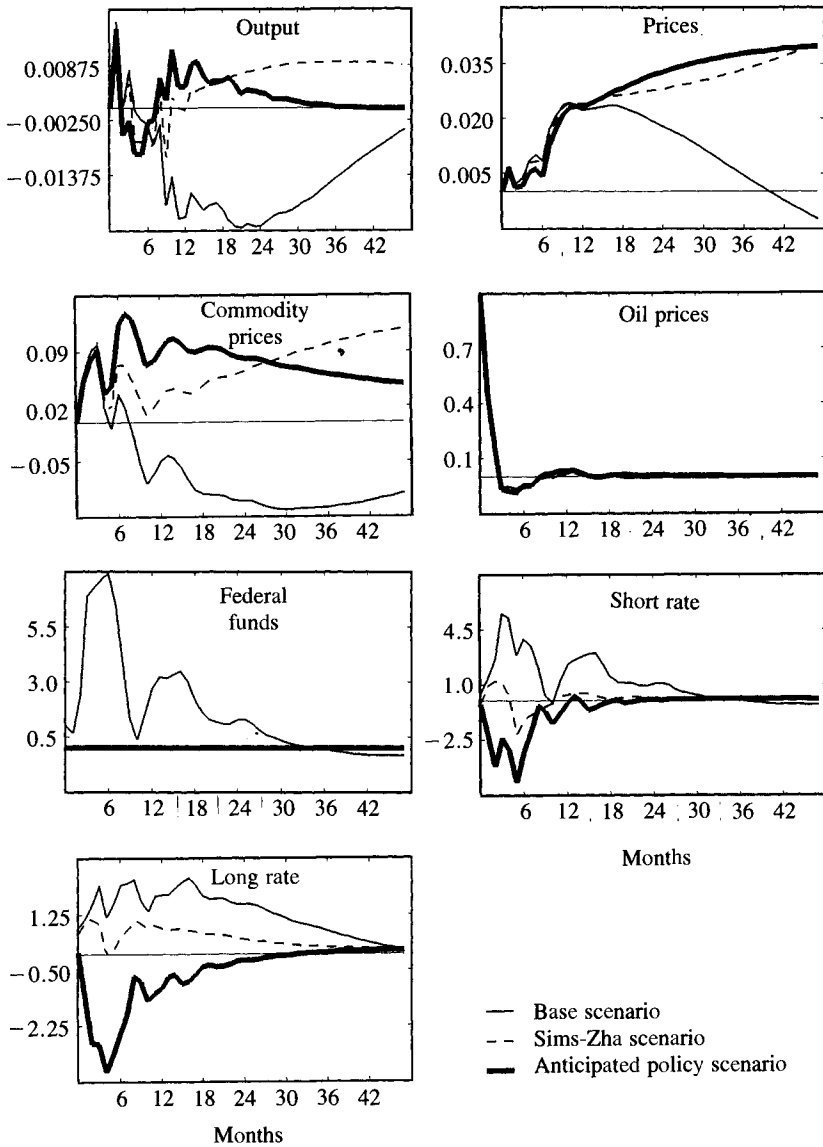 Output
0.00875
−0.00250
−0.01375
6 12 18 24 30 36 42
Prices
0.035
0.020
0.005
6 12 18 24 30 36 42
Commodity
prices
0.09
0.02
−0.05
6 12 18 24 30 36 42
Oil prices
0.7
0.4
0.1
6 12 18 24 30 36 42
Federal
funds
5.5
3.0
0.5
6 12 18 24 30 36 42
Short rate
4.5
1.0
−2.5
6 12 18 24 30 36 42
Months
Long rate
1.25
−0.50
−2.25
6 12 18 24 30 36 42
Months
Base scenario
Sims-Zha scenario
Anticipated policy scenario